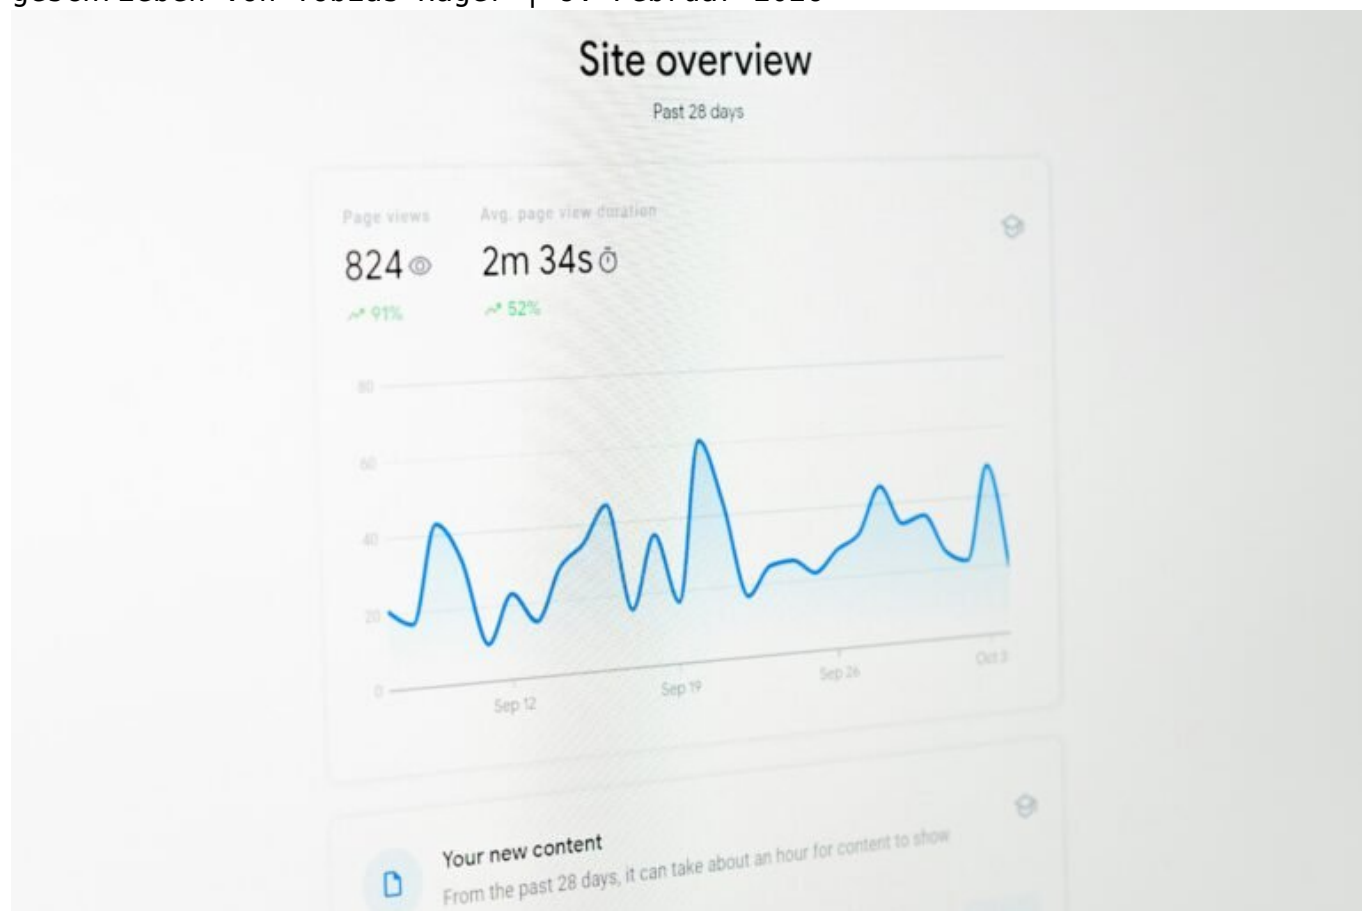 Site overview
Past 28 days
Page views
Avg. page view duration
824
2m 34s
91%
52%
80
60
40
20
0
Sep 12
Sep 19
Sep 26
Oct 3
Your new content
From the past 28 days, it can take about an hour for content to show